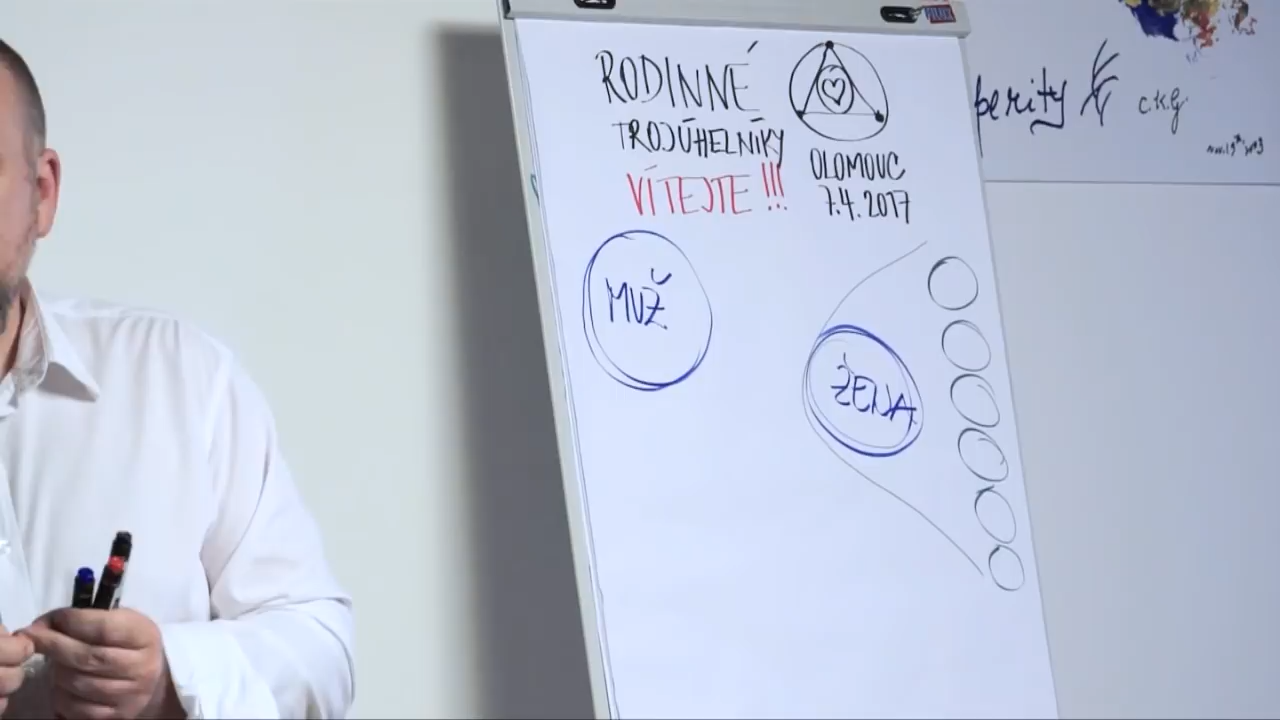 RODINNÉ
TROJÚHELNÍKY
VÍTEJTE !!!
OLOMOUC
7.4.2017
MUŽ
ŽENA
perity
c.k.g.